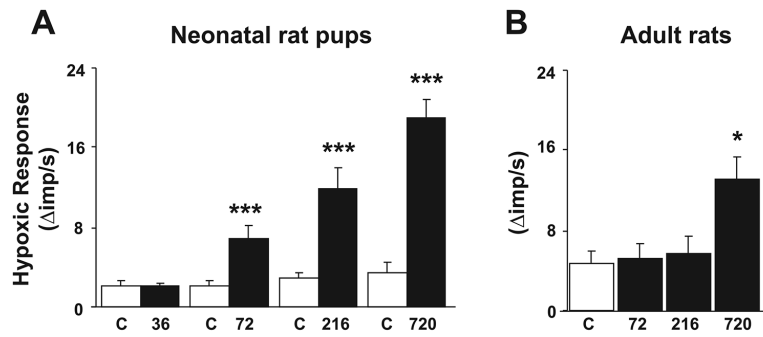 A Neonatal rat pups
Hypoxic Response
(Δimp/s)
24
16
8
0
***
***
***
C 36 C 72 C 216 C 720
B Adult rats
(Δimp/s)
24
16
8
0
*
C 72 216 720